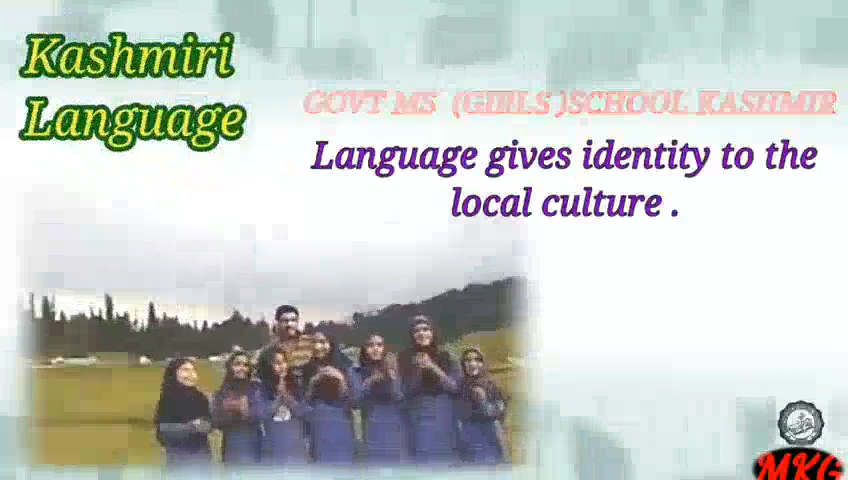 Kashmiri
Language
GOVT MS (GIRLS )SCHOOL KASHMIR
Language gives identity to the
local culture .
MKG